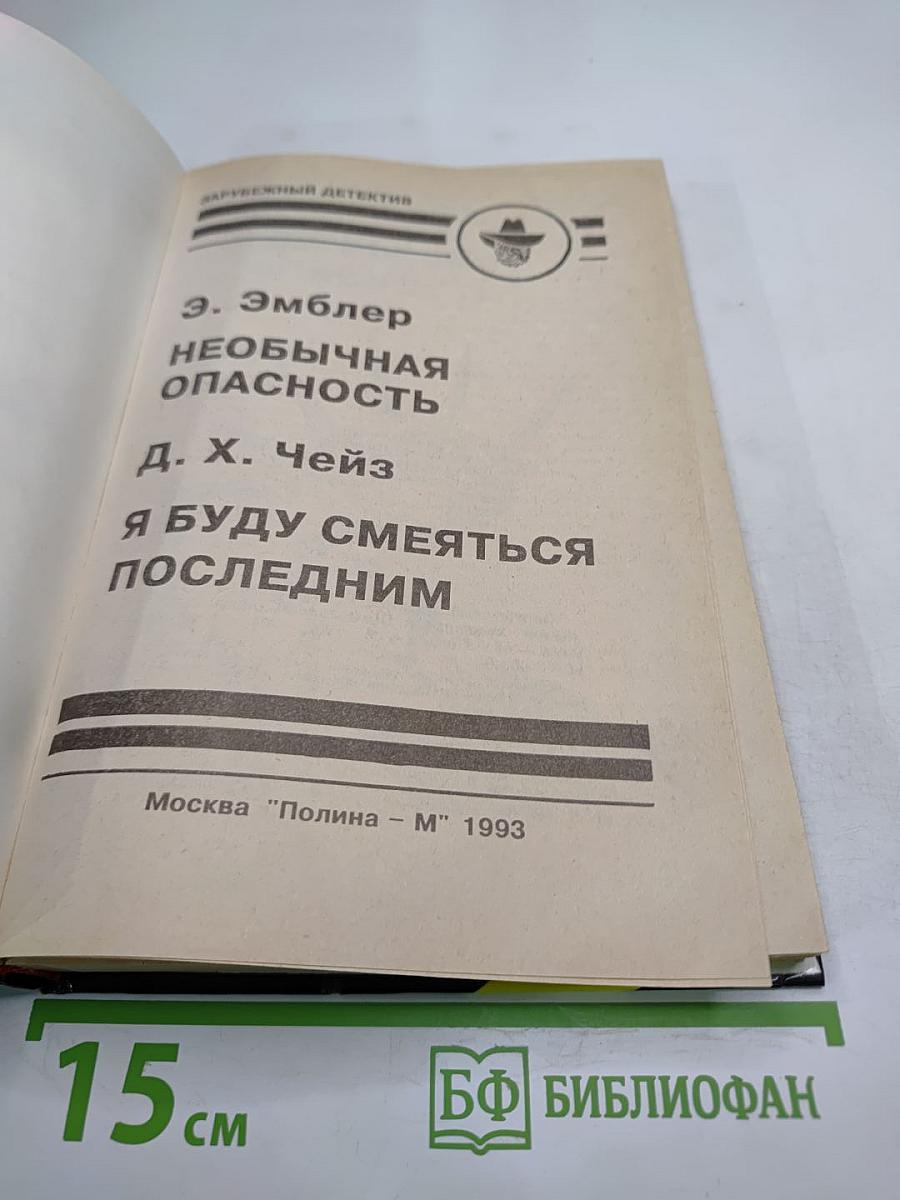 ЗАРУБЕЖНЫЙ ДЕТЕКТИВ
Э. Эмблер
НЕОБЫЧНАЯ
ОПАСНОСТЬ
Д. Х. Чейз
Я БУДУ СМЕЯТЬСЯ
ПОСЛЕДНИМ
Москва "Полина – М" 1993
15 см
БФ БИБЛИОФАН